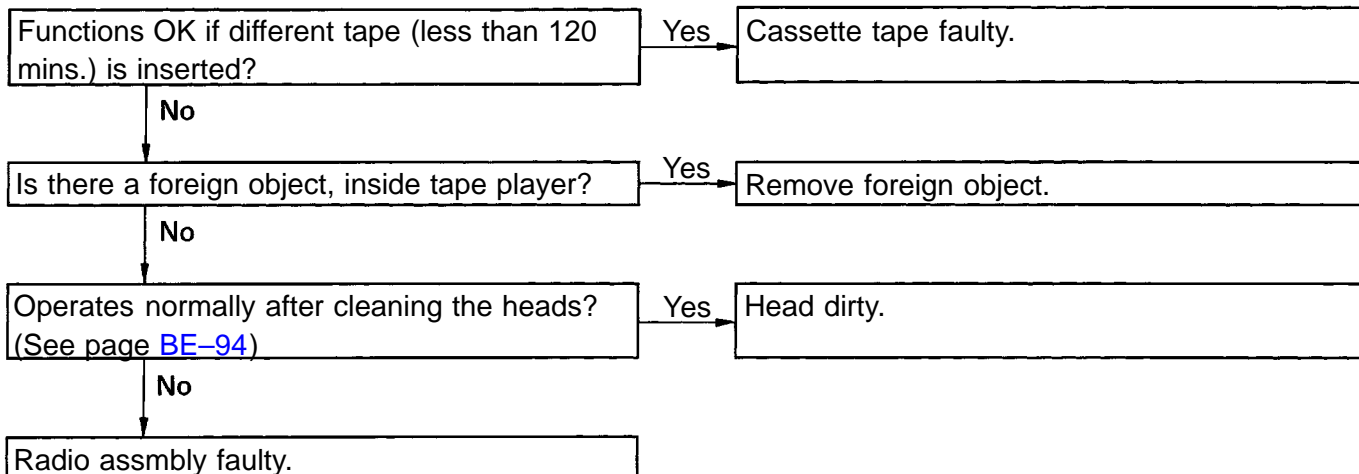 Functions OK if different tape (less than 120
mins.) is inserted?
Yes
Cassette tape faulty.
No
Is there a foreign object, inside tape player?
Yes
Remove foreign object.
No
Operates normally after cleaning the heads?
(See page BE–94)
Yes
Head dirty.
No
Radio assmbly faulty.